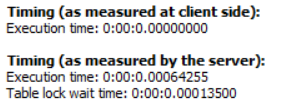 Timing (as measured at client side):
Execution time: 0:00:0.00000000
Timing (as measured by the server):
Execution time: 0:00:0.00064255
Table lock wait time: 0:00:0.00013500